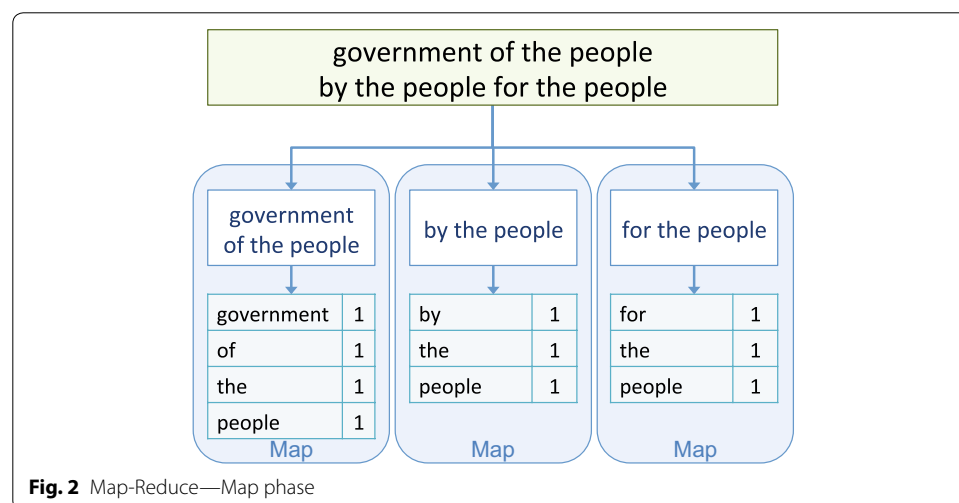 government of the people
by the people for the people
government
of the people
by the people
for the people
government 1
of 1
the 1
people 1
Map
by 1
the 1
people 1
Map
for 1
the 1
people 1
Map
Fig. 2 Map-Reduce—Map phase